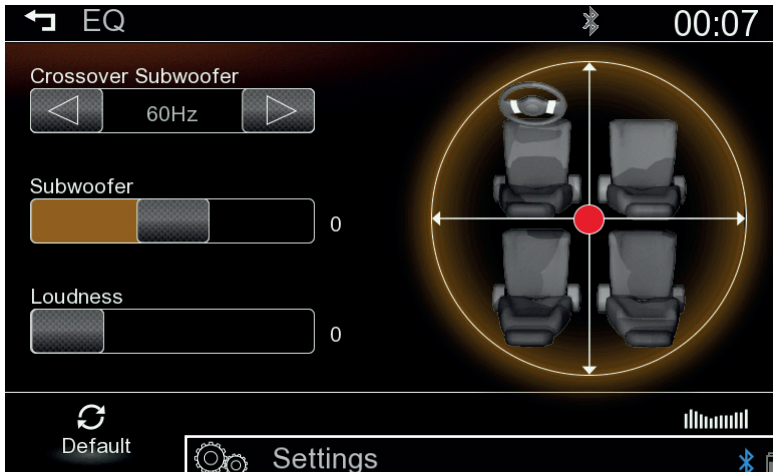 EQ
00:07
Crossover Subwoofer
60Hz
Subwoofer
0
Loudness
0
Default
Settings